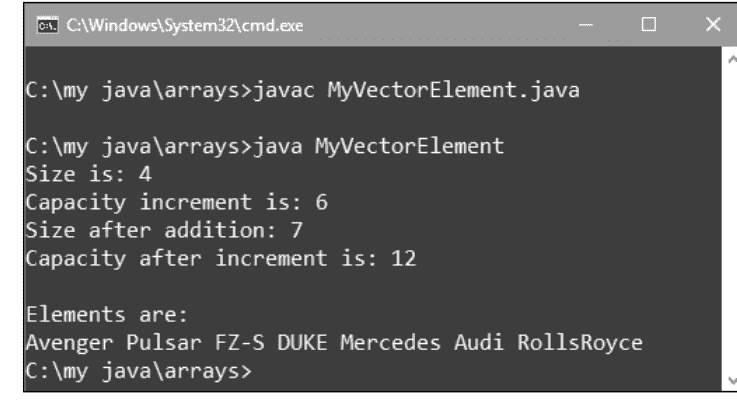 C:\Windows\System32\cmd.exe
C:\my java\arrays>javac MyVectorElement.java
C:\my java\arrays>java MyVectorElement
Size is: 4
Capacity increment is: 6
Size after addition: 7
Capacity after increment is: 12
Elements are:
Avenger Pulsar FZ-S DUKE Mercedes Audi RollsRoyce
C:\my java\arrays>